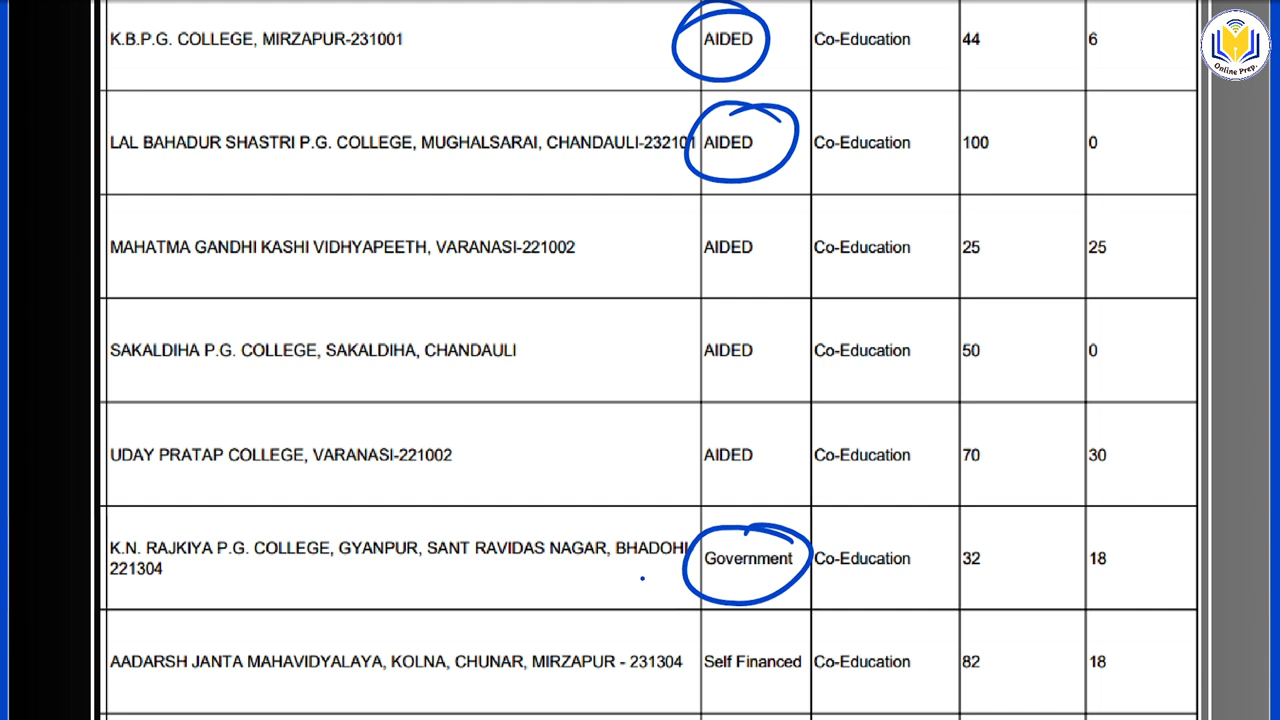 K.B.P.G. COLLEGE, MIRZAPUR-231001 AIDED Co-Education 44 6
Online Prep.
LAL BAHADUR SHASTRI P.G. COLLEGE, MUGHALSARAI, CHANDAULI-232101 AIDED Co-Education 100 0
MAHATMA GANDHI KASHI VIDHYAPEETH, VARANASI-221002 AIDED Co-Education 25 25
SAKALDIHA P.G. COLLEGE, SAKALDIHA, CHANDAULI AIDED Co-Education 50 0
UDAY PRATAP COLLEGE, VARANASI-221002 AIDED Co-Education 70 30
K.N. RAJKIYA P.G. COLLEGE, GYANPUR, SANT RAVIDAS NAGAR, BHADOHI Government Co-Education 32 18
221304
AADARSH JANTA MAHAVIDYALAYA, KOLNA, CHUNAR, MIRZAPUR - 231304 Self Financed Co-Education 82 18